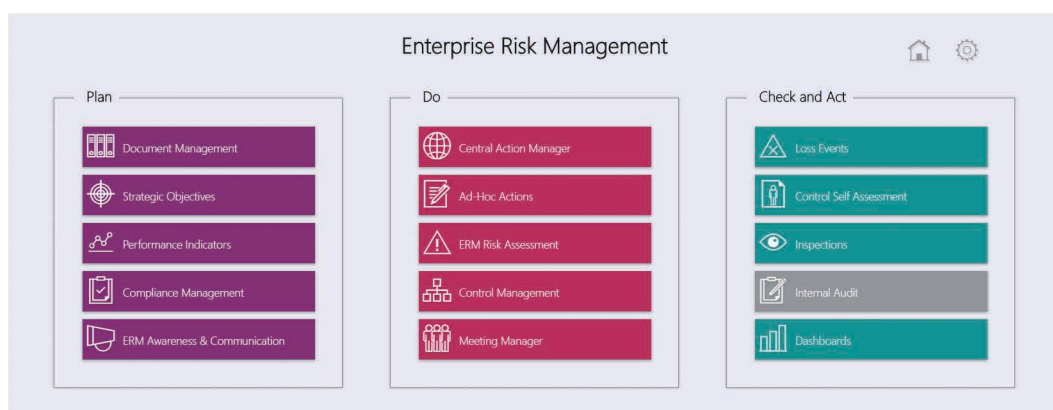 Enterprise Risk Management
Plan
Document Management
Strategic Objectives
Performance Indicators
Compliance Management
ERM Awareness & Communication
Do
Central Action Manager
Ad-Hoc Actions
ERM Risk Assessment
Control Management
Meeting Manager
Check and Act
Loss Events
Control Self Assessment
Inspections
Internal Audit
Dashboards